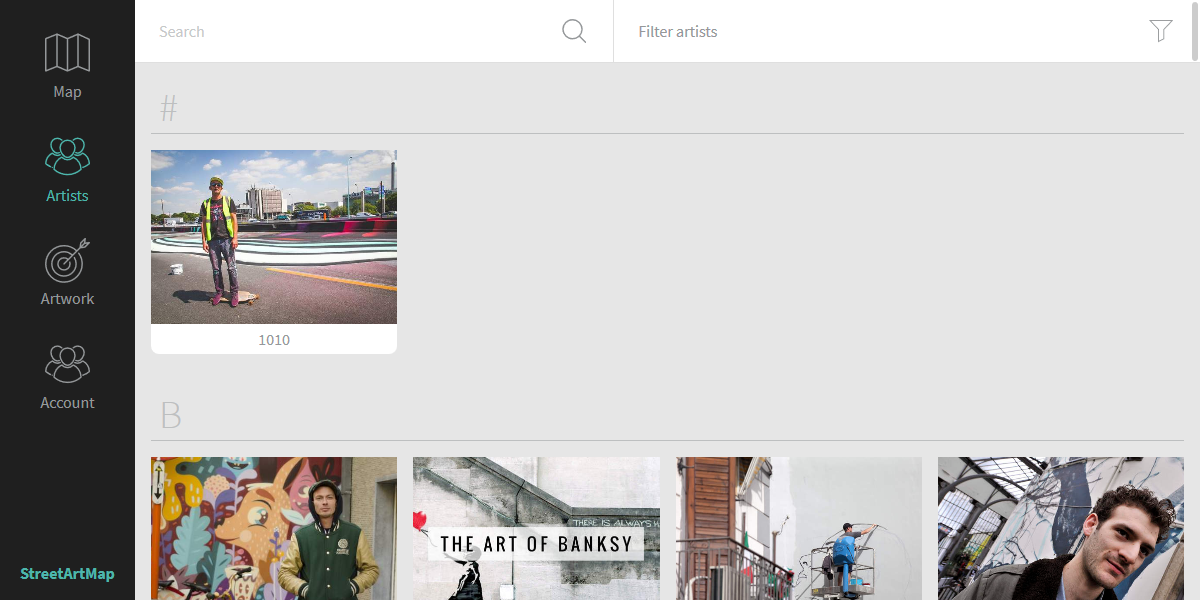 Map
Artists
Artwork
Account
StreetArtMap
Search
Filter artists
#
1010
B
THERE IS ALWAYS H
THE ART OF BANKSY